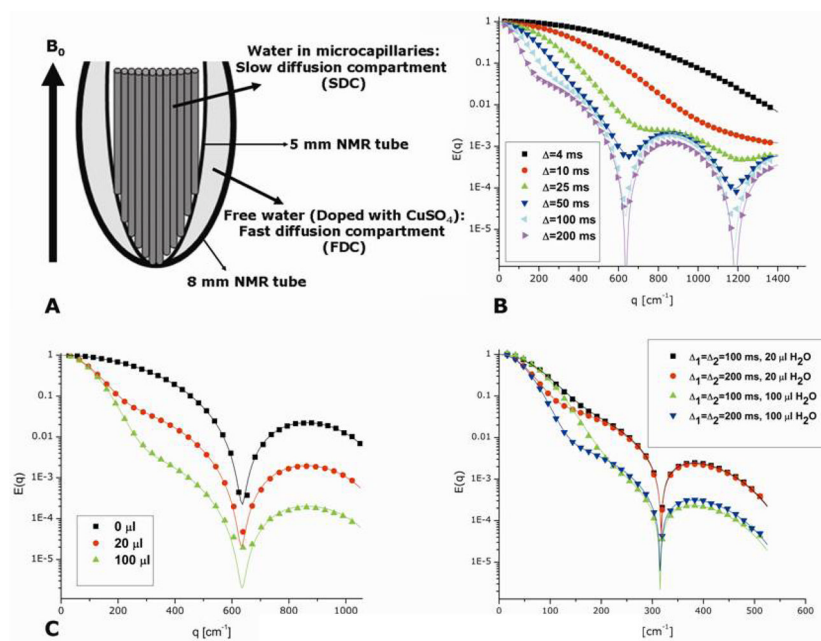 B0
Water in microcapillaries:
Slow diffusion compartment
(SDC)
5 mm NMR tube
Free water (Doped with CuSO4):
Fast diffusion compartment
(FDC)
8 mm NMR tube
A
1
0.1
0.01
1E-3
1E-4
1E-5
E(q)
Δ=4 ms
Δ=10 ms
Δ=25 ms
Δ=50 ms
Δ=100 ms
Δ=200 ms
0 200 400 600 800 1000 1200 1400
q [cm-1]
B
1
0.1
0.01
1E-3
1E-4
1E-5
E(q)
0 µl
20 µl
100 µl
0 200 400 600 800 1000
q [cm-1]
C
1
0.1
0.01
1E-3
1E-4
1E-5
E(q)
Δ1=Δ2=100 ms, 20 µl H2O
Δ1=Δ2=200 ms, 20 µl H2O
Δ1=Δ2=100 ms, 100 µl H2O
Δ1=Δ2=200 ms, 100 µl H2O
0 100 200 300 400 500 600
[cm-1]